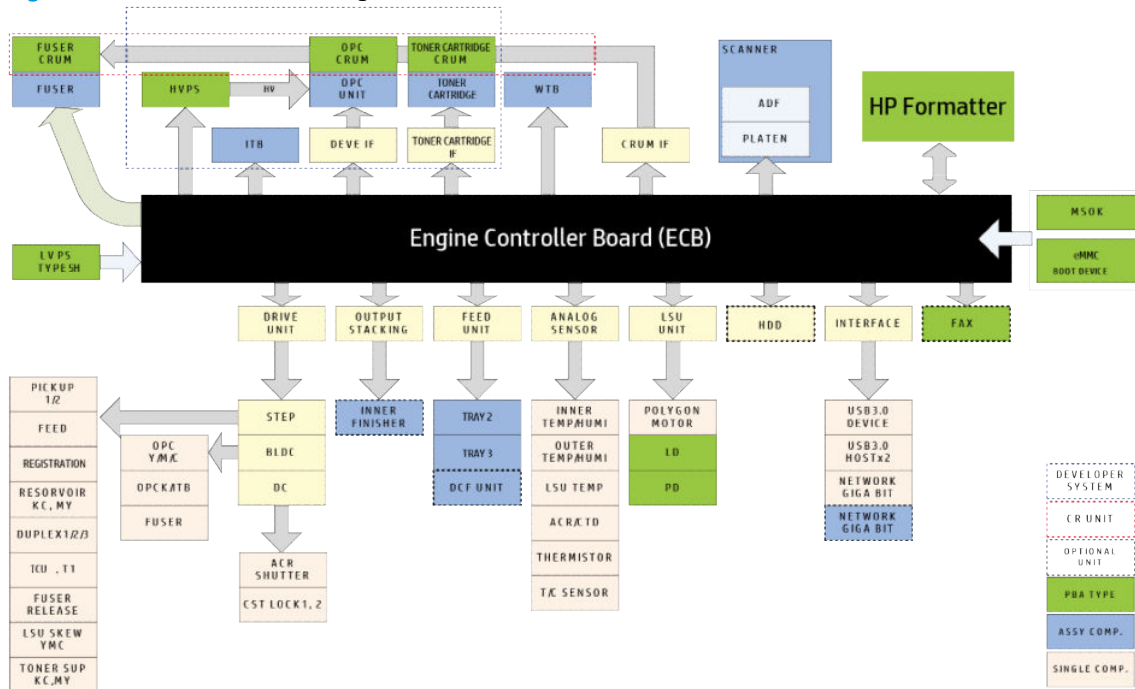 FUSER
CRUM
OPC
CRUM
TONER CARTRIDGE
CRUM
SCANNER
FUSER
HVPS
HV
OPC
UNIT
TONER
CARTRIDGE
WTB
ADF
HP Formatter
PLATEN
ITB
DEVE IF
TONER CARTRIDGE
IF
CRUM IF
MSOK
Engine Controller Board (ECB)
LVPS
TYPE5H
eMMC
BOOT DEVICE
DRIVE
UNIT
OUTPUT
STACKING
FEED
UNIT
ANALOG
SENSOR
LSU
UNIT
HDD
INTERFACE
FAX
PICKUP
1/2
FEED
REGISTRATION
RESORVOIR
KC, MY
DUPLEX1/2/3
TCU , T1
FUSER
RELEASE
LSU SKEW
YMC
TONER SUP
KC,MY
OPC
Y/M/C
OPCK/ITB
FUSER
STEP
BLDC
DC
ACR
SHUTTER
CST LOCK1, 2
INNER
FINISHER
TRAY 2
TRAY 3
DCF UNIT
INNER
TEMP/HUMI
OUTER
TEMP/HUMI
LSU TEMP
ACR/CTD
THERMISTOR
T/C SENSOR
POLYGON
MOTOR
LD
PD
USB3.0
DEVICE
USB3.0
HOSTx2
NETWORK
GIGA BIT
NETWORK
GIGA BIT
DEVELOPER
SYSTEM
CR UNIT
OPTIONAL
UNIT
PBA TYPE
ASSY COMP.
SINGLE COMP.